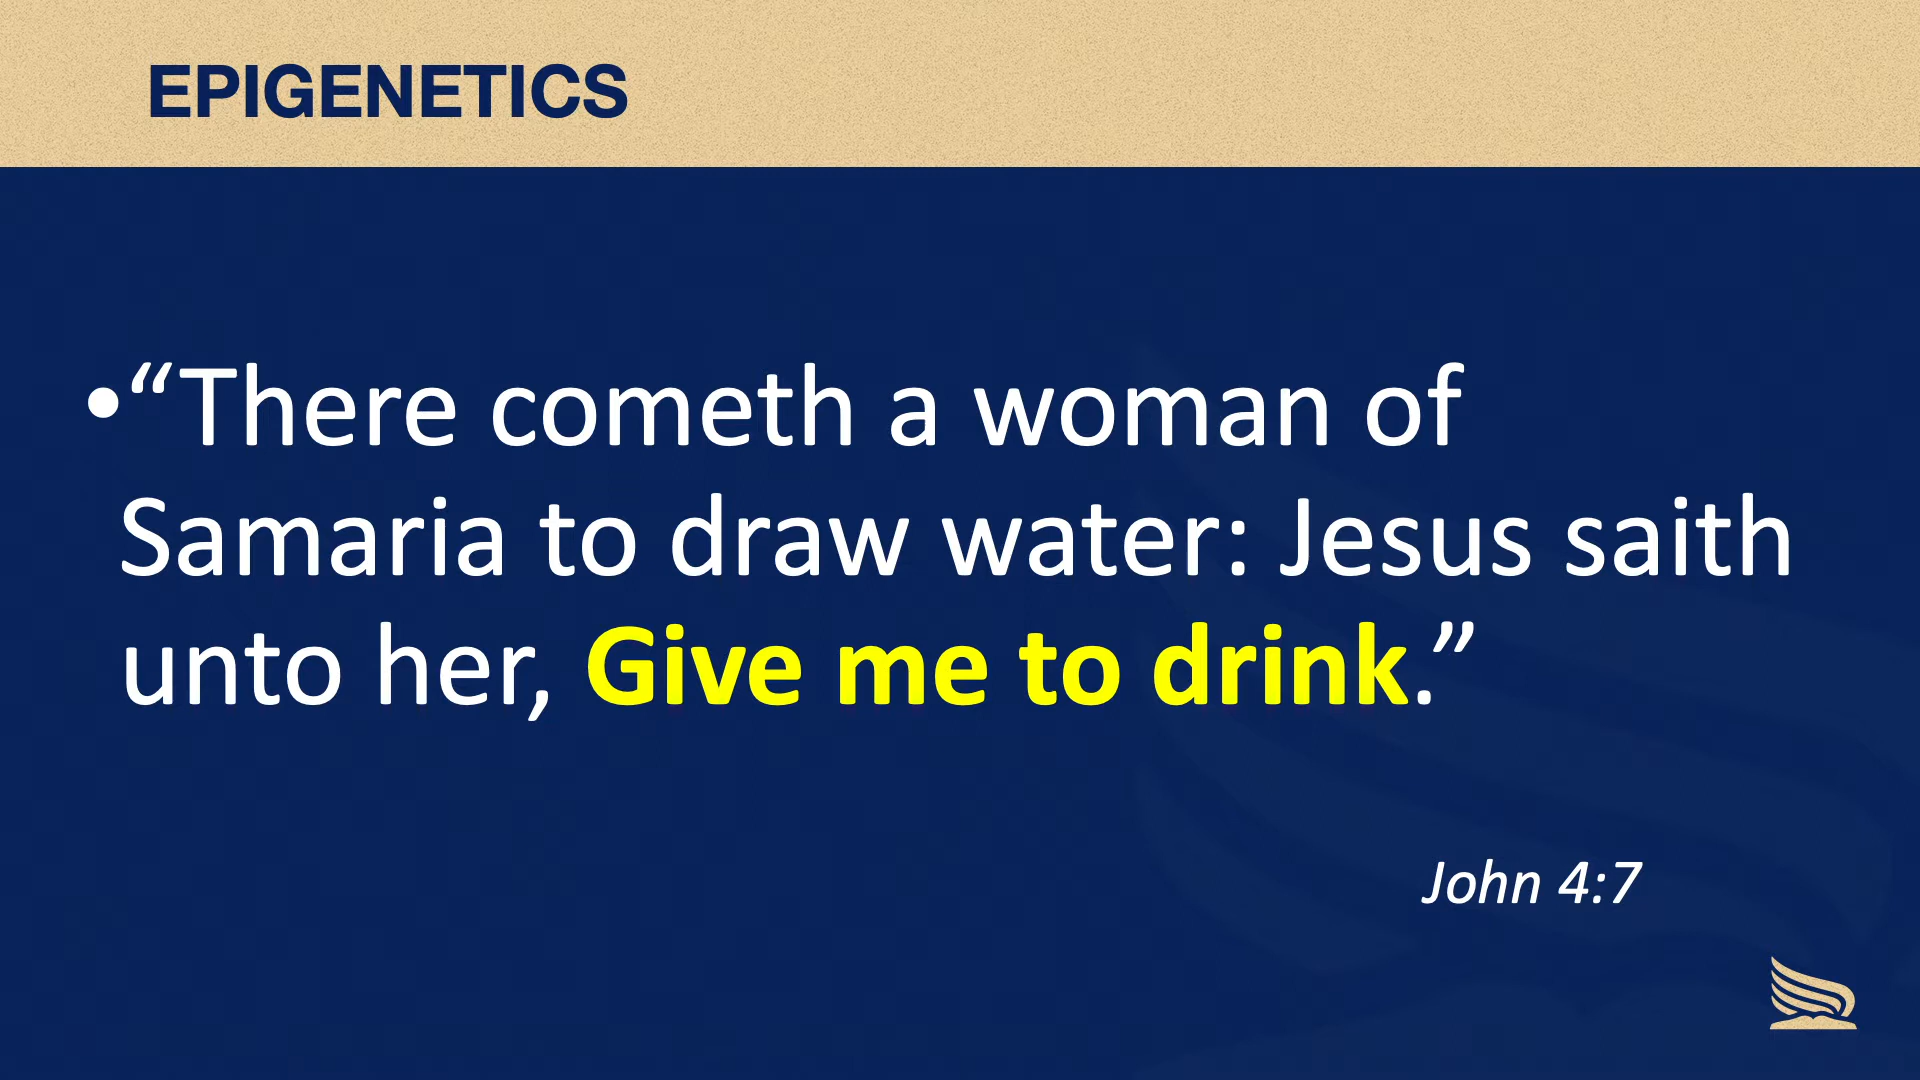 EPIGENETICS
•“There cometh a woman of
Samaria to draw water: Jesus saith
unto her, Give me to drink.”
John 4:7